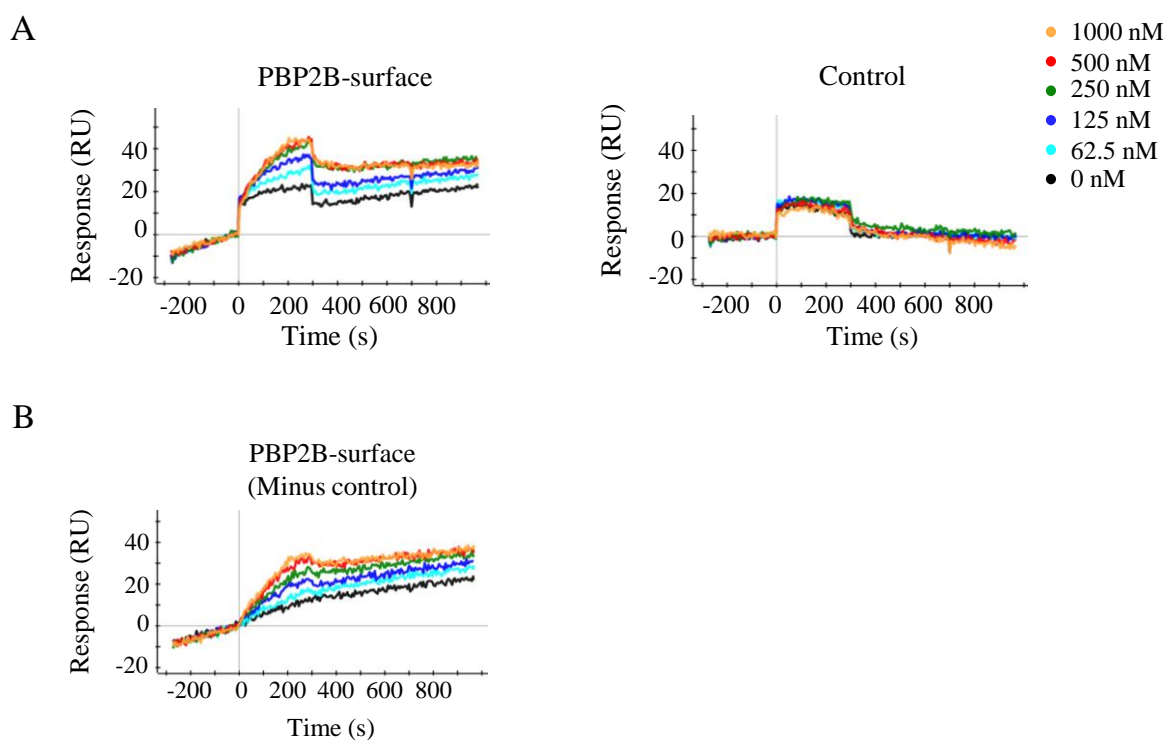 A
PBP2B-surface
Response (RU)
40
20
0
-20
-200 0 200 400 600 800
Time (s)
Control
Response (RU)
40
20
0
-20
-200 0 200 400 600 800
Time (s)
1000 nM
500 nM
250 nM
125 nM
62.5 nM
0 nM
B
PBP2B-surface
(Minus control)
Response (RU)
40
20
0
-20
-200 0 200 400 600 800
Time (s)